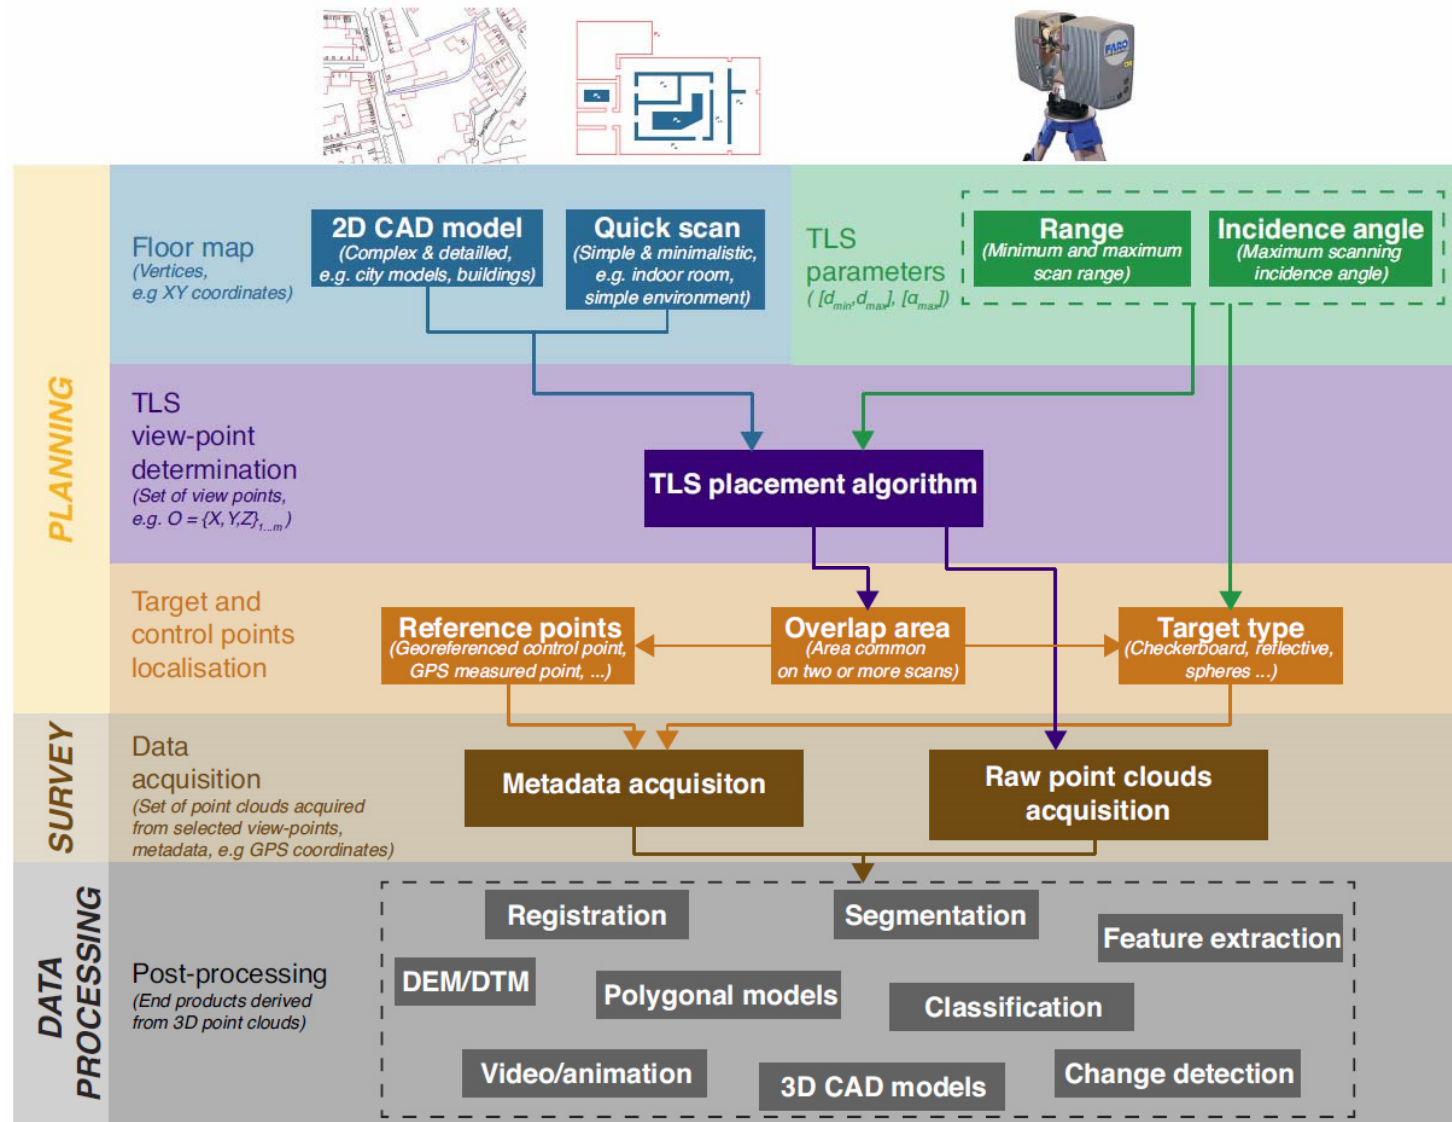 FARO
2D CAD model
(Complex & detailled,
e.g. city models, buildings)
Quick scan
(Simple & minimalistic,
e.g. indoor room,
simple environment)
Range
(Minimum and maximum
scan range)
Incidence angle
(Maximum scanning
incidence angle)
Floor map
(Vertices,
e.g XY coordinates)
TLS
parameters
( [d_min,d_max], [α_max])
PLANNING
TLS
view-point
determination
(Set of view points,
e.g. O = {X,Y,Z}_1...m )
TLS placement algorithm
Target and
control points
localisation
Reference points
(Georeferenced control point,
GPS measured point, ...)
Overlap area
(Area common
on two or more scans)
Target type
(Checkerboard, reflective,
spheres ...)
SURVEY
Data
acquisition
(Set of point clouds acquired
from selected view-points,
metadata, e.g GPS coordinates)
Metadata acquisiton
Raw point clouds
acquisition
DATA
PROCESSING
Post-processing
(End products derived
from 3D point clouds)
Registration
Segmentation
Feature extraction
DEM/DTM
Polygonal models
Classification
Video/animation
3D CAD models
Change detection